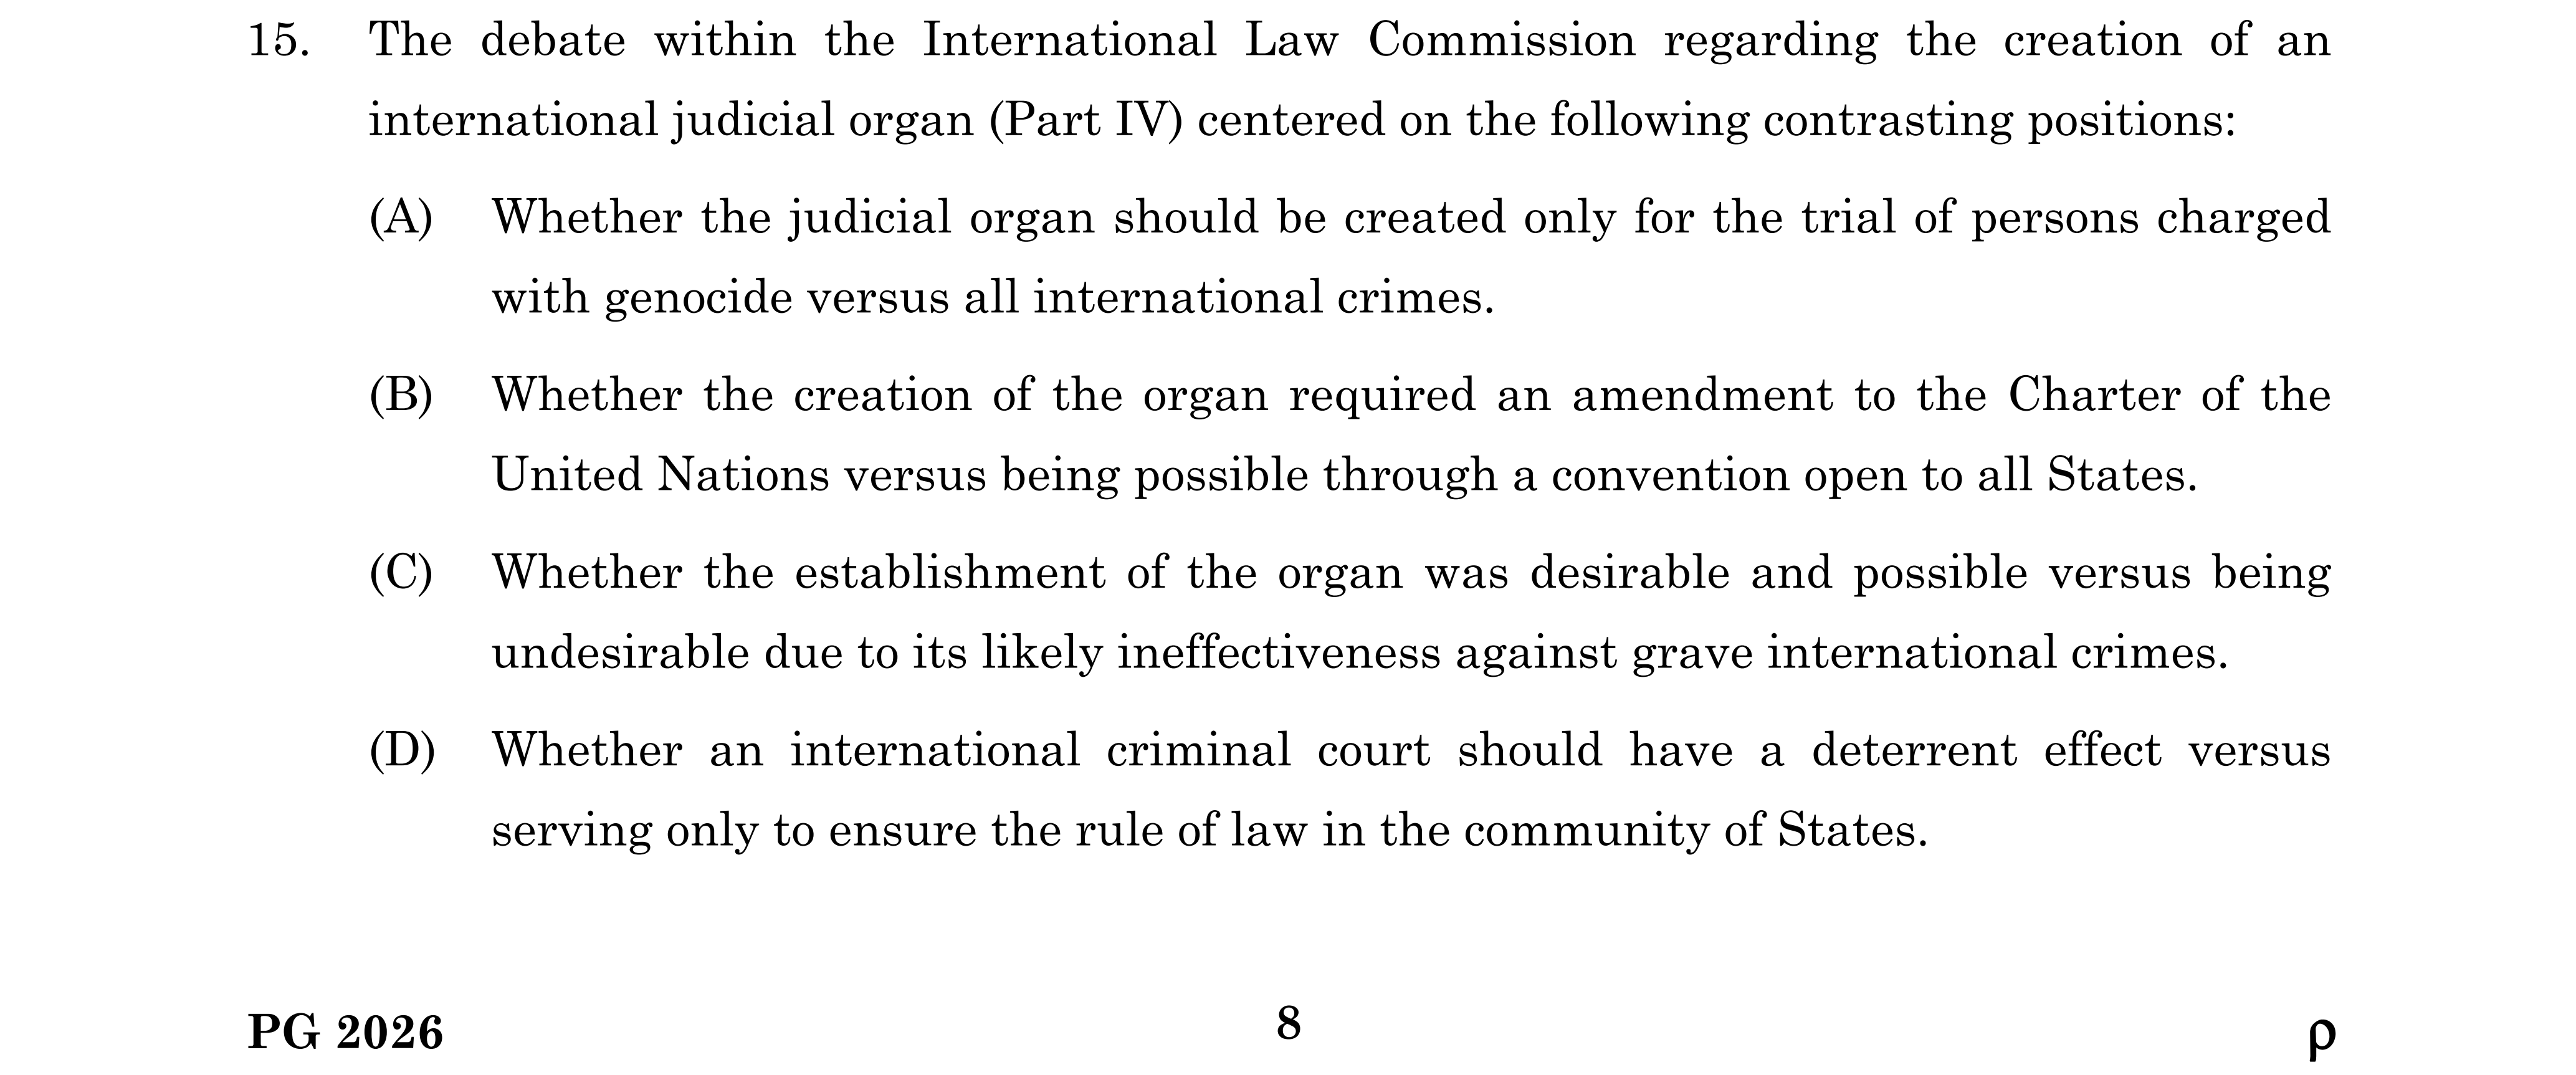 15. The debate within the International Law Commission regarding the creation of an
international judicial organ (Part IV) centered on the following contrasting positions:
(A) Whether the judicial organ should be created only for the trial of persons charged
with genocide versus all international crimes.
(B) Whether the creation of the organ required an amendment to the Charter of the
United Nations versus being possible through a convention open to all States.
(C) Whether the establishment of the organ was desirable and possible versus being
undesirable due to its likely ineffectiveness against grave international crimes.
(D) Whether an international criminal court should have a deterrent effect versus
serving only to ensure the rule of law in the community of States.
PG 2026 8 ρ